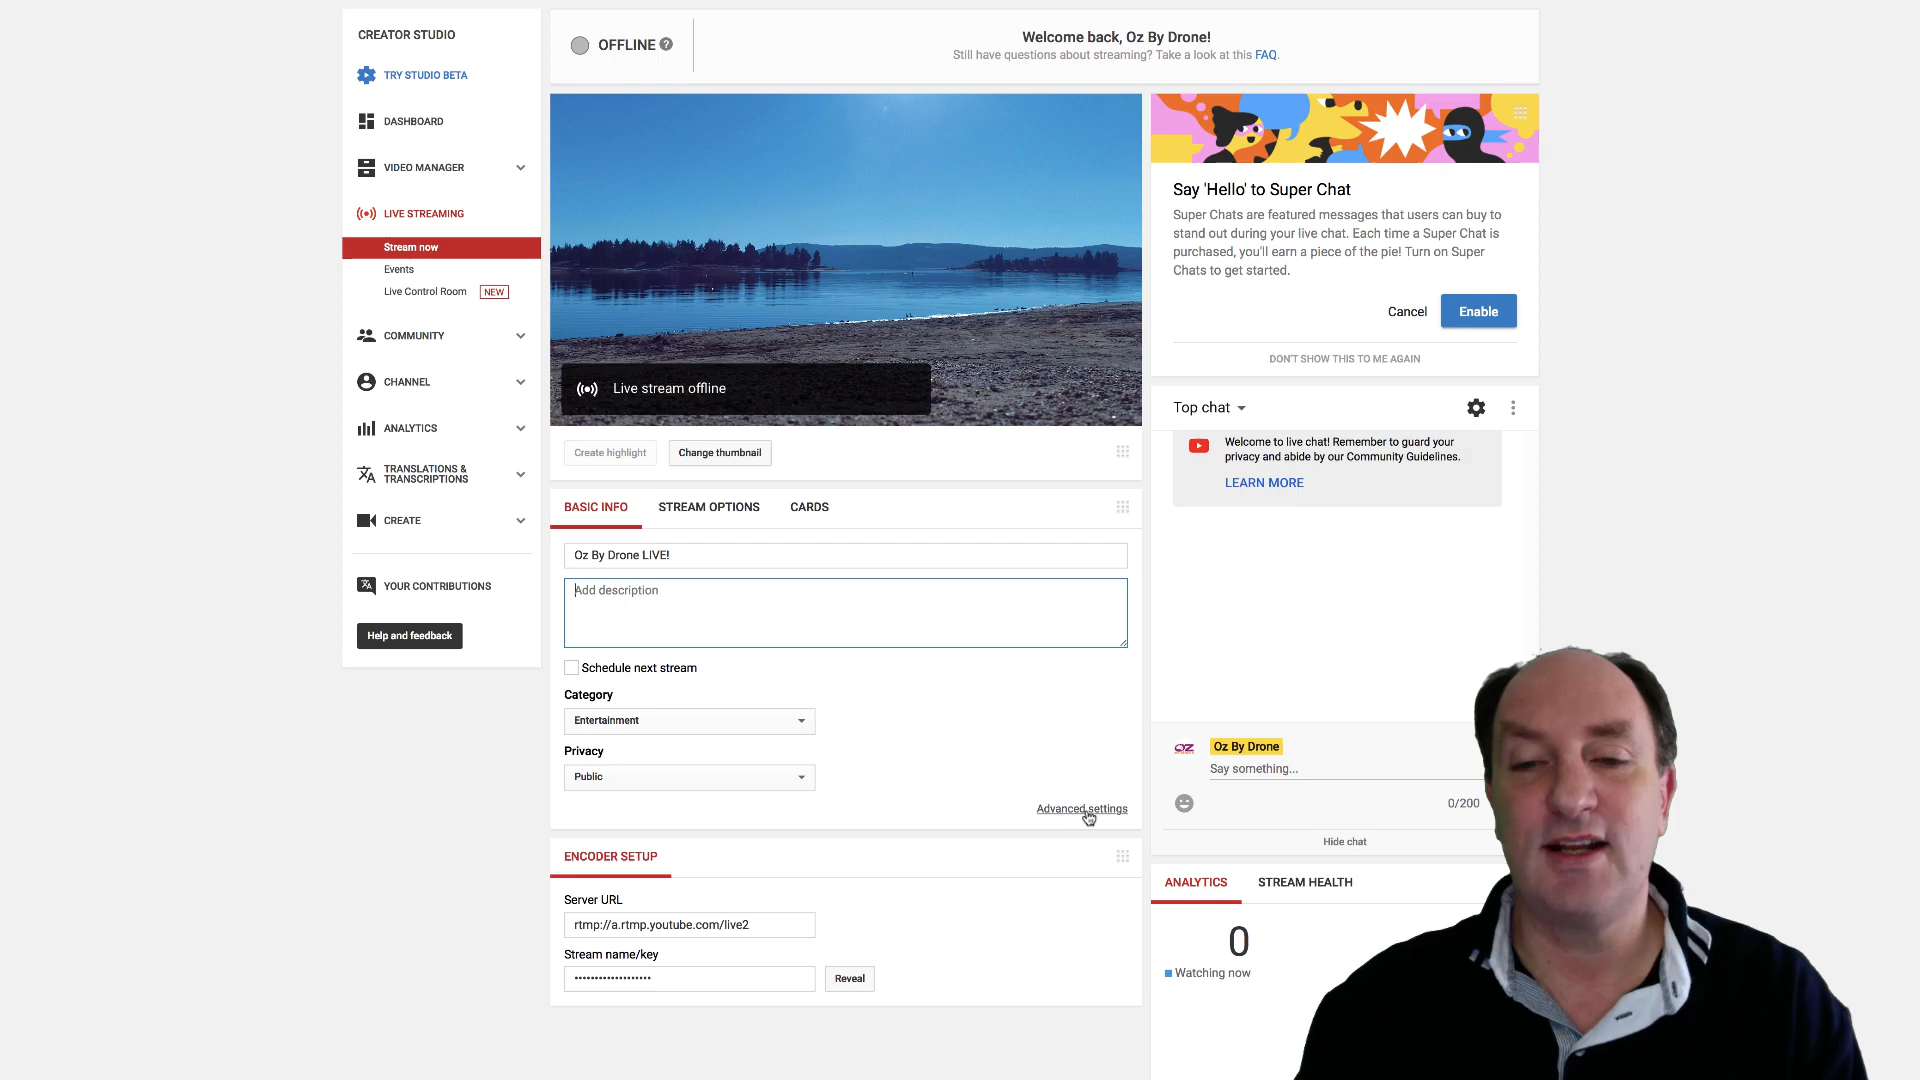 CREATOR STUDIO
TRY STUDIO BETA
DASHBOARD
VIDEO MANAGER
LIVE STREAMING
Stream now
Events
Live Control Room NEW
COMMUNITY
CHANNEL
ANALYTICS
TRANSLATIONS &
TRANSCRIPTIONS
CREATE
YOUR CONTRIBUTIONS
Help and feedback
OFFLINE ?
Welcome back, Oz By Drone!
Still have questions about streaming? Take a look at this FAQ.
Live stream offline
Create highlight
Change thumbnail
BASIC INFO
STREAM OPTIONS
CARDS
Oz By Drone LIVE!
Add description
Schedule next stream
Category
Entertainment
Privacy
Public
Advanced settings
ENCODER SETUP
Server URL
rtmp://a.rtmp.youtube.com/live2
Stream name/key
•••••••••••••••••••
Reveal
Say 'Hello' to Super Chat
Super Chats are featured messages that users can buy to
stand out during your live chat. Each time a Super Chat is
purchased, you'll earn a piece of the pie! Turn on Super
Chats to get started.
Cancel
Enable
DON'T SHOW THIS TO ME AGAIN
Top chat
Welcome to live chat! Remember to guard your
privacy and abide by our Community Guidelines.
LEARN MORE
OZ
Oz By Drone
Say something...
0/200
Hide chat
ANALYTICS
STREAM HEALTH
0
Watching now